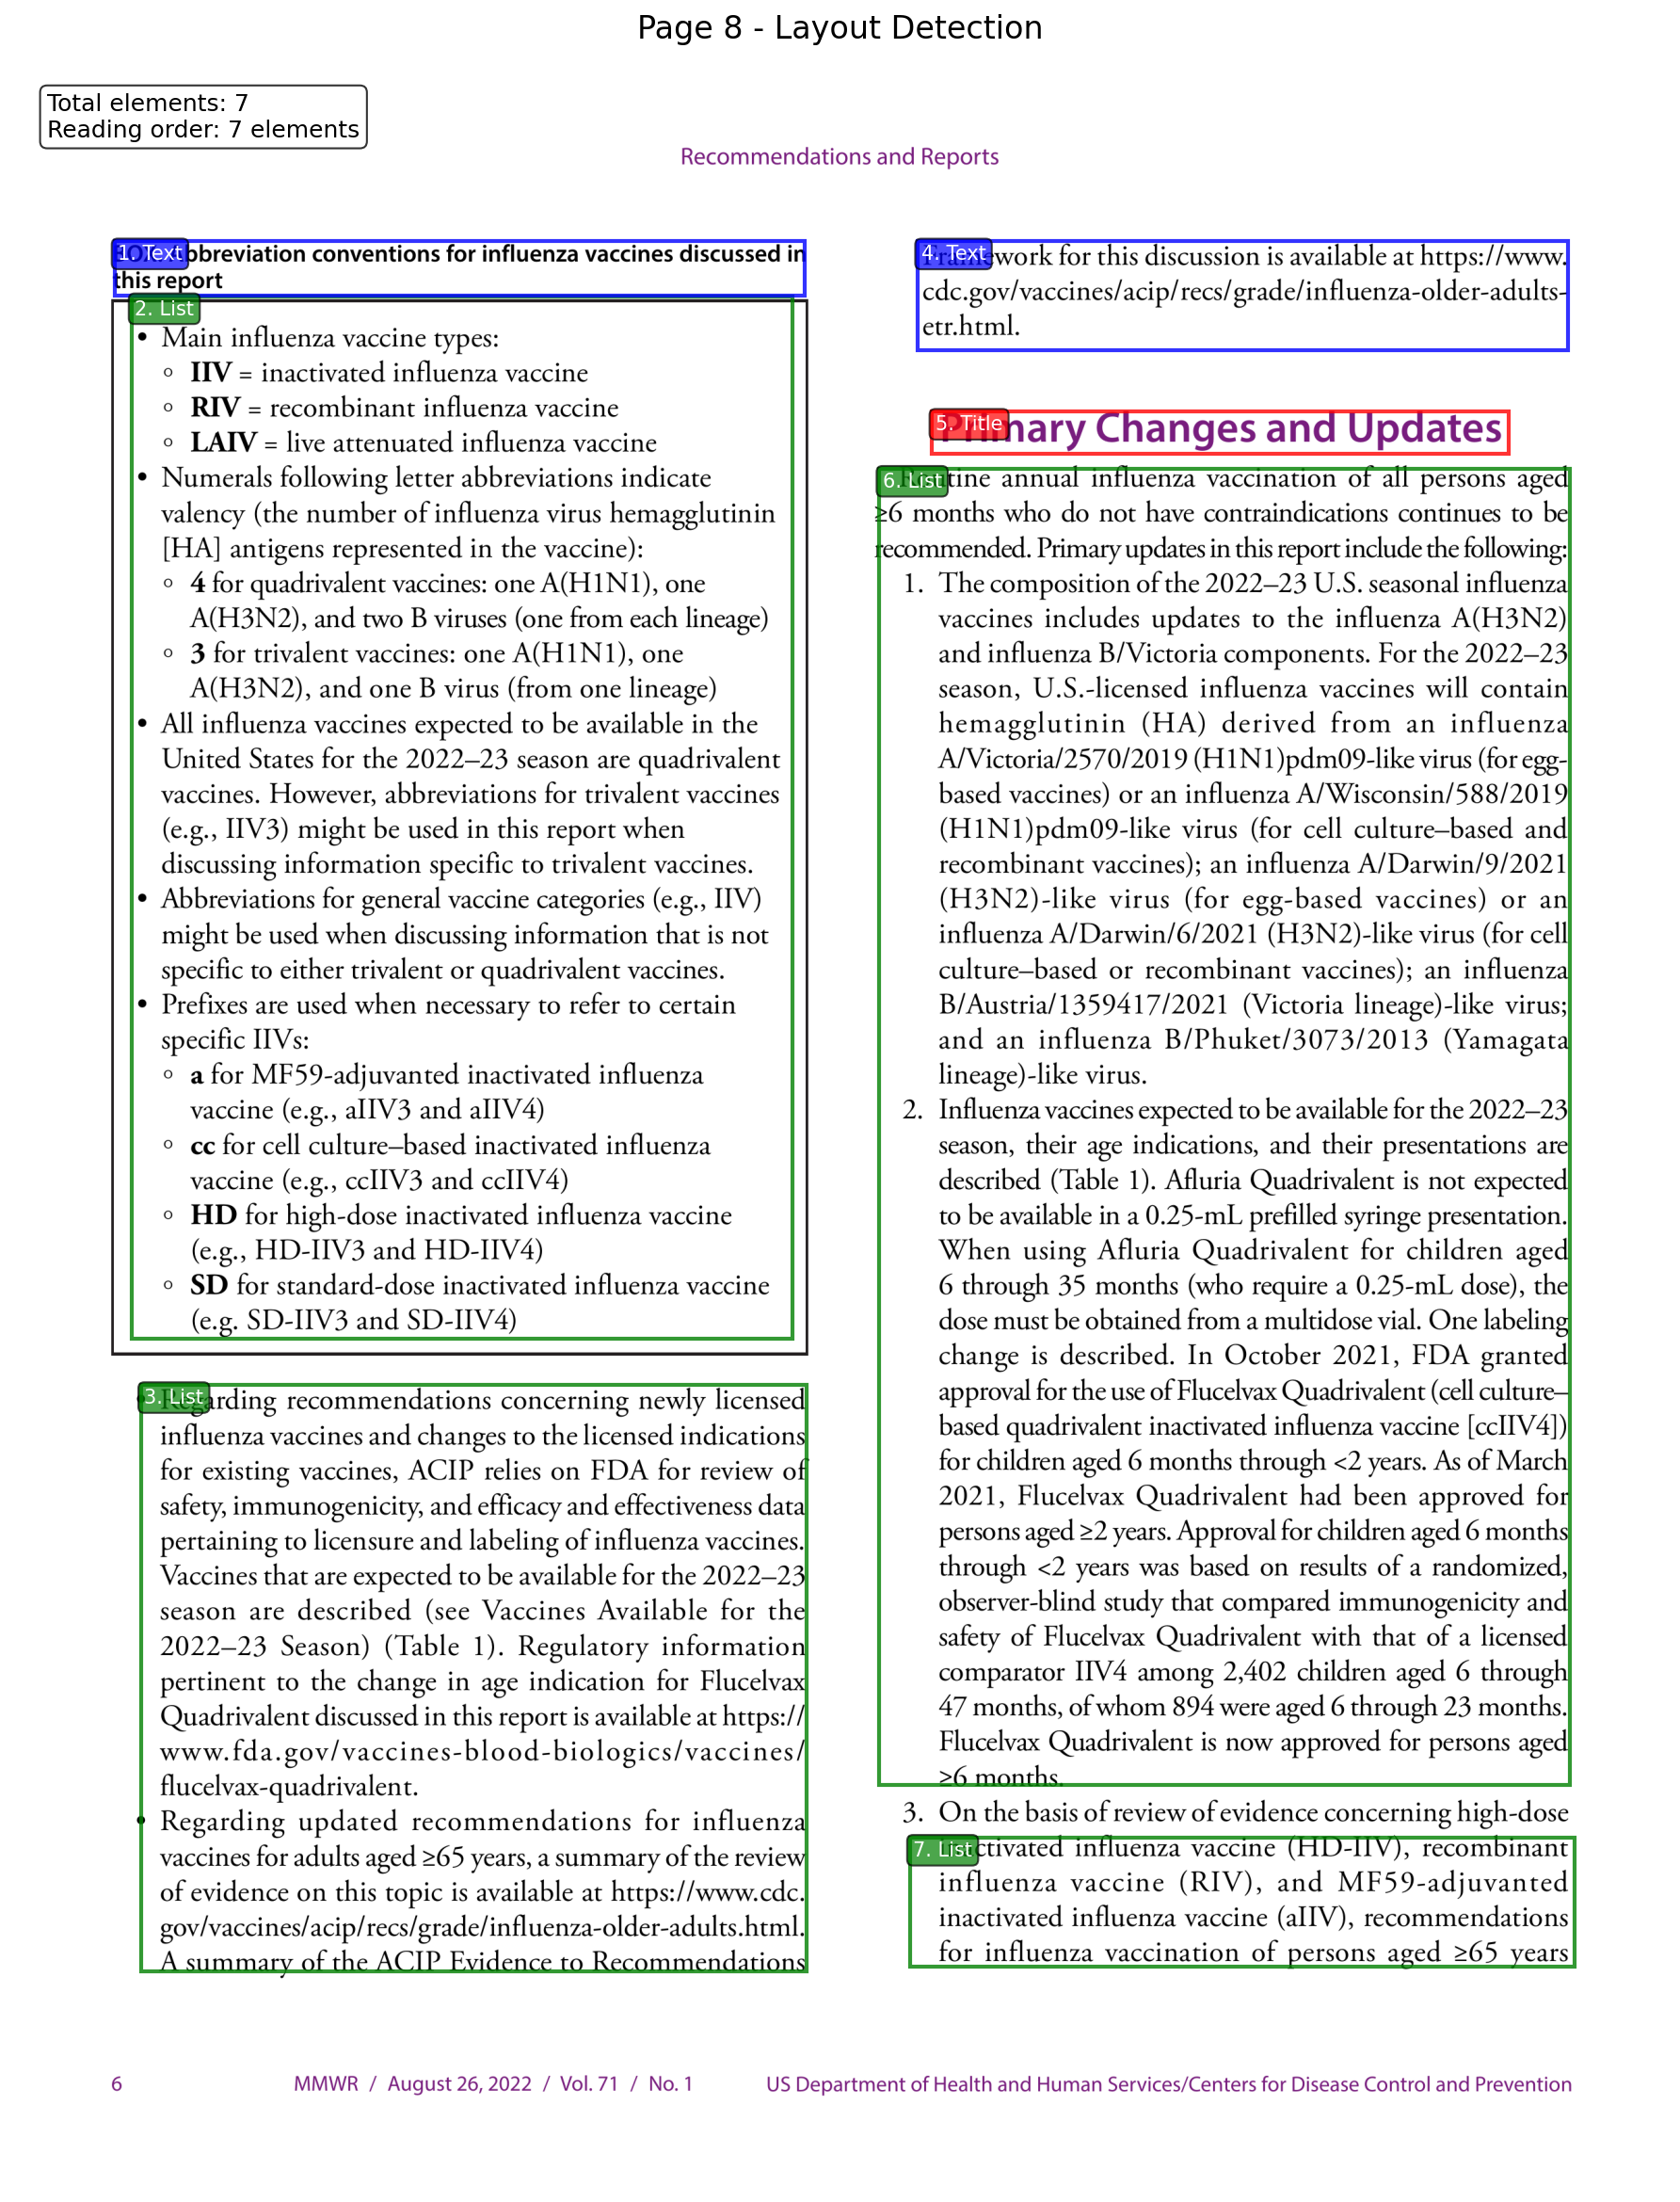 Page 8 - Layout Detection
Total elements: 7
Reading order: 7 elements
Recommendations and Reports
1. Text
bbreviation conventions for influenza vaccines discussed in
this report
2. List
• Main influenza vaccine types:
◦ IIV = inactivated influenza vaccine
◦ RIV = recombinant influenza vaccine
◦ LAIV = live attenuated influenza vaccine
• Numerals following letter abbreviations indicate
valency (the number of influenza virus hemagglutinin
[HA] antigens represented in the vaccine):
◦ 4 for quadrivalent vaccines: one A(H1N1), one
A(H3N2), and two B viruses (one from each lineage)
◦ 3 for trivalent vaccines: one A(H1N1), one
A(H3N2), and one B virus (from one lineage)
• All influenza vaccines expected to be available in the
United States for the 2022–23 season are quadrivalent
vaccines. However, abbreviations for trivalent vaccines
(e.g., IIV3) might be used in this report when
discussing information specific to trivalent vaccines.
• Abbreviations for general vaccine categories (e.g., IIV)
might be used when discussing information that is not
specific to either trivalent or quadrivalent vaccines.
• Prefixes are used when necessary to refer to certain
specific IIVs:
◦ a for MF59-adjuvanted inactivated influenza
vaccine (e.g., aIIV3 and aIIV4)
◦ cc for cell culture–based inactivated influenza
vaccine (e.g., ccIIV3 and ccIIV4)
◦ HD for high-dose inactivated influenza vaccine
(e.g., HD-IIV3 and HD-IIV4)
◦ SD for standard-dose inactivated influenza vaccine
(e.g. SD-IIV3 and SD-IIV4)
3. List
• Regarding recommendations concerning newly licensed
influenza vaccines and changes to the licensed indications
for existing vaccines, ACIP relies on FDA for review of
safety, immunogenicity, and efficacy and effectiveness data
pertaining to licensure and labeling of influenza vaccines.
Vaccines that are expected to be available for the 2022–23
season are described (see Vaccines Available for the
2022–23 Season) (Table 1). Regulatory information
pertinent to the change in age indication for Flucelvax
Quadrivalent discussed in this report is available at https://
www.fda.gov/vaccines-blood-biologics/vaccines/
flucelvax-quadrivalent.
• Regarding updated recommendations for influenza
vaccines for adults aged ≥65 years, a summary of the review
of evidence on this topic is available at https://www.cdc.
gov/vaccines/acip/recs/grade/influenza-older-adults.html.
A summary of the ACIP Evidence to Recommendations
4. Text
Framework for this discussion is available at https://www.
cdc.gov/vaccines/acip/recs/grade/influenza-older-adults-
etr.html.
5. Title
Primary Changes and Updates
6. List
Routine annual influenza vaccination of all persons aged
≥6 months who do not have contraindications continues to be
recommended. Primary updates in this report include the following:
1. The composition of the 2022–23 U.S. seasonal influenza
vaccines includes updates to the influenza A(H3N2)
and influenza B/Victoria components. For the 2022–23
season, U.S.-licensed influenza vaccines will contain
hemagglutinin (HA) derived from an influenza
A/Victoria/2570/2019 (H1N1)pdm09-like virus (for egg-
based vaccines) or an influenza A/Wisconsin/588/2019
(H1N1)pdm09-like virus (for cell culture–based and
recombinant vaccines); an influenza A/Darwin/9/2021
(H3N2)-like virus (for egg-based vaccines) or an
influenza A/Darwin/6/2021 (H3N2)-like virus (for cell
culture–based or recombinant vaccines); an influenza
B/Austria/1359417/2021 (Victoria lineage)-like virus;
and an influenza B/Phuket/3073/2013 (Yamagata
lineage)-like virus.
2. Influenza vaccines expected to be available for the 2022–23
season, their age indications, and their presentations are
described (Table 1). Afluria Quadrivalent is not expected
to be available in a 0.25-mL prefilled syringe presentation.
When using Afluria Quadrivalent for children aged
6 through 35 months (who require a 0.25-mL dose), the
dose must be obtained from a multidose vial. One labeling
change is described. In October 2021, FDA granted
approval for the use of Flucelvax Quadrivalent (cell culture–
based quadrivalent inactivated influenza vaccine [ccIIV4])
for children aged 6 months through <2 years. As of March
2021, Flucelvax Quadrivalent had been approved for
persons aged ≥2 years. Approval for children aged 6 months
through <2 years was based on results of a randomized,
observer-blind study that compared immunogenicity and
safety of Flucelvax Quadrivalent with that of a licensed
comparator IIV4 among 2,402 children aged 6 through
47 months, of whom 894 were aged 6 through 23 months.
Flucelvax Quadrivalent is now approved for persons aged
≥6 months.
3. On the basis of review of evidence concerning high-dose
7. List
inactivated influenza vaccine (HD-IIV), recombinant
influenza vaccine (RIV), and MF59-adjuvanted
inactivated influenza vaccine (aIIV), recommendations
for influenza vaccination of persons aged ≥65 years
6 MMWR / August 26, 2022 / Vol. 71 / No. 1 US Department of Health and Human Services/Centers for Disease Control and Prevention